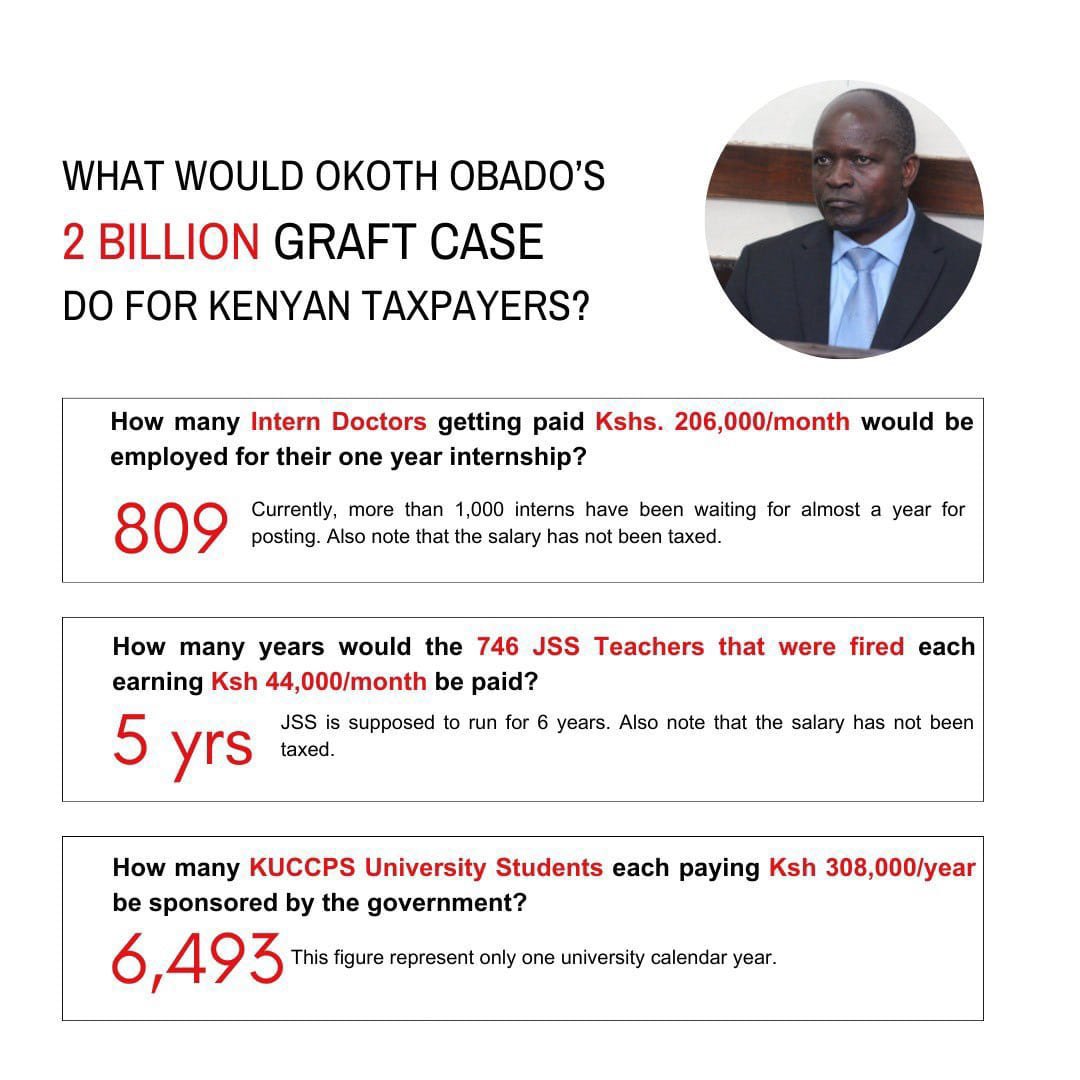 WHAT WOULD OKOTH OBADO'S
2 BILLION GRAFT CASE
DO FOR KENYAN TAXPAYERS?
How many Intern Doctors getting paid Kshs. 206,000/month would be
employed for their one year internship?
809
Currently, more than 1,000 interns have been waiting for almost a year for
posting. Also note that the salary has not been taxed.
How many years would the 746 JSS Teachers that were fired each
earning Ksh 44,000/month be paid?
5 yrs
JSS is supposed to run for 6 years. Also note that the salary has not been
taxed.
How many KUCCPS University Students each paying Ksh 308,000/year
be sponsored by the government?
6,493
This figure represent only one university calendar year.